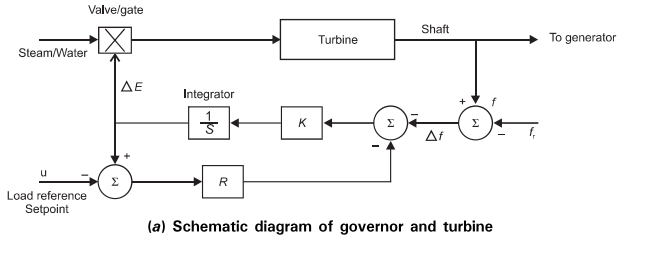 Valve/gate
Steam/Water
Turbine
Shaft
To generator
ΔE
Integrator
1
S
K
Σ
–
–
Δf
+
f
Σ
–
fr
+
u
–
Σ
R
Load reference
Setpoint
(a) Schematic diagram of governor and turbine